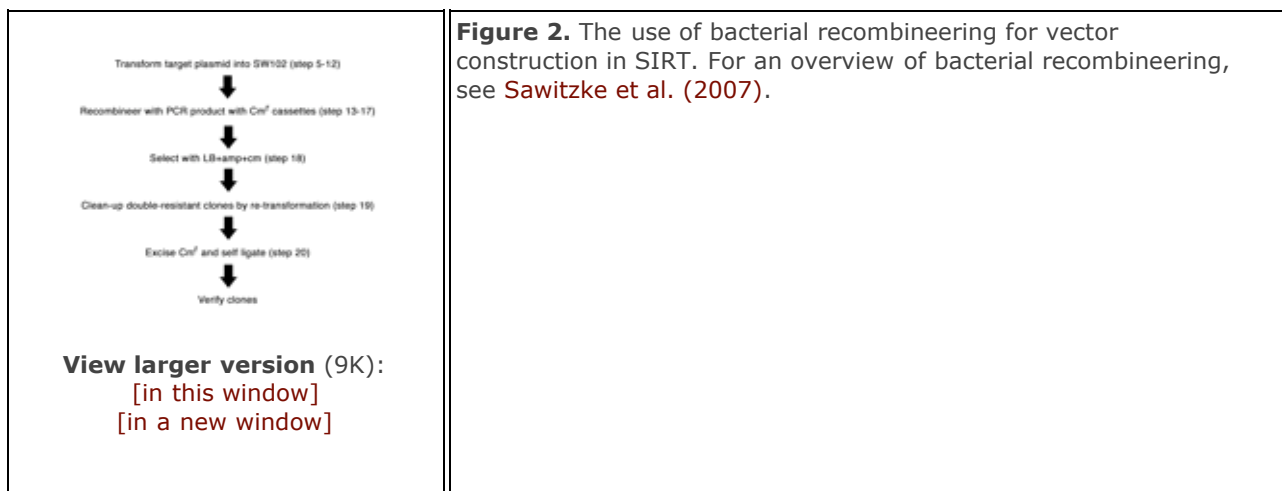 Transform target plasmid into SW102 (step 5-12)
Recombineer with PCR product with Cmʳ cassettes (step 13-17)
Select with LB+amp+cm (step 18)
Clean-up double-resistant clones by re-transformation (step 19)
Excise Cmʳ and self ligate (step 20)
Verify clones
View larger version (9K):
[in this window]
[in a new window]
Figure 2. The use of bacterial recombineering for vector
construction in SIRT. For an overview of bacterial recombineering,
see Sawitzke et al. (2007).